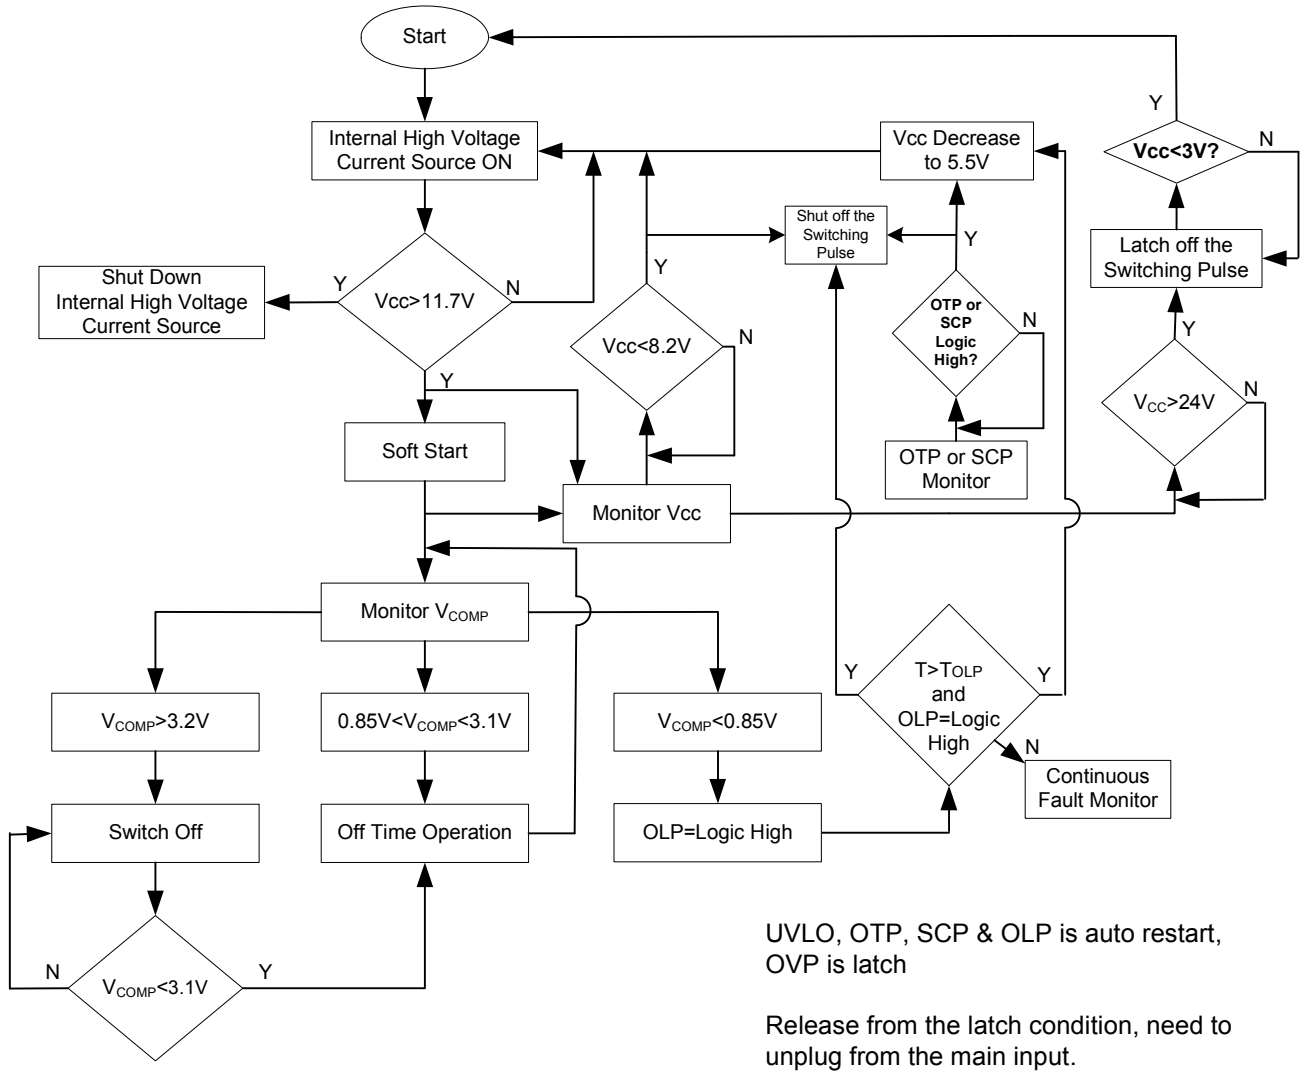 Start
Internal High Voltage
Current Source ON
Vcc Decrease
to 5.5V
Y
Vcc<3V?
N
Shut off the
Switching
Pulse
Y
Latch off the
Switching Pulse
Shut Down
Internal High Voltage
Current Source
Y
Vcc>11.7V
N
Y
Vcc<8.2V
N
OTP or
SCP
Logic
High?
N
Y
VCC>24V
N
Y
Soft Start
OTP or SCP
Monitor
Monitor Vcc
Monitor VCOMP
VCOMP>3.2V
0.85V<VCOMP<3.1V
VCOMP<0.85V
Y
T>TOLP
and
OLP=Logic
High
Y
N
Continuous
Fault Monitor
Switch Off
Off Time Operation
OLP=Logic High
N
VCOMP<3.1V
Y
UVLO, OTP, SCP & OLP is auto restart,
OVP is latch
Release from the latch condition, need to
unplug from the main input.